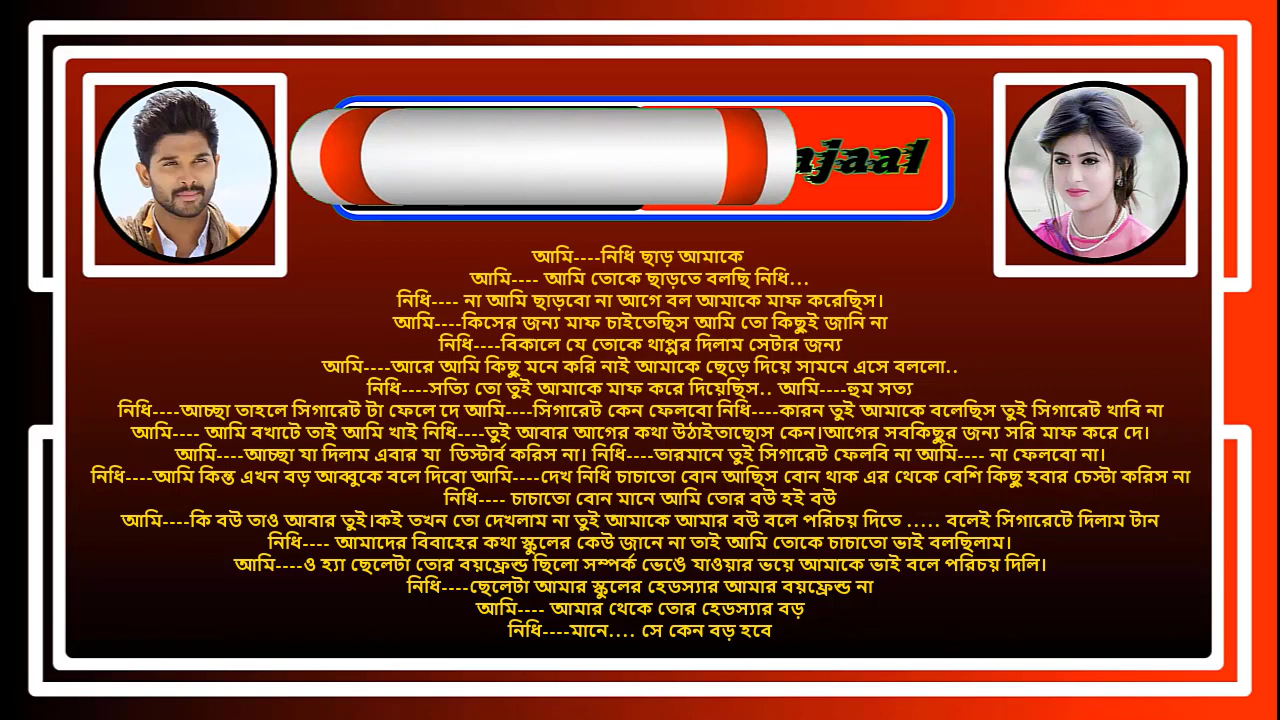 ajaal
আমি----নিধি ছাড় আমাকে
আমি---- আমি তোকে ছাড়তে বলছি নিধি...
নিধি---- না আমি ছাড়বো না আগে বল আমাকে মাফ করেছিস।
আমি----কিসের জন্য মাফ চাইতেছিস আমি তো কিছুই জানি না
নিধি----বিকালে যে তোকে থাপ্পর দিলাম সেটার জন্য
আমি----আরে আমি কিছু মনে করি নাই আমাকে ছেড়ে দিয়ে সামনে এসে বললো..
নিধি----সত্যি তো তুই আমাকে মাফ করে দিয়েছিস.. আমি----হুম সত্য
নিধি----আচ্ছা তাহলে সিগারেট টা ফেলে দে আমি----সিগারেট কেন ফেলবো নিধি----কারন তুই আমাকে বলেছিস তুই সিগারেট খাবি না
আমি---- আমি বখাটে তাই আমি খাই নিধি----তুই আবার আগের কথা উঠাইতাছোস কেন।আগের সবকিছুর জন্য সরি মাফ করে দে।
আমি----আচ্ছা যা দিলাম এবার যা  ডিস্টার্ব করিস না। নিধি----তারমানে তুই সিগারেট ফেলবি না আমি---- না ফেলবো না।
নিধি----আমি কিন্ত এখন বড় আব্বুকে বলে দিবো আমি----দেখ নিধি চাচাতো বোন আছিস বোন থাক এর থেকে বেশি কিছু হবার চেস্টা করিস না
নিধি---- চাচাতো বোন মানে আমি তোর বউ হই বউ
আমি----কি বউ তাও আবার তুই।কই তখন তো দেখলাম না তুই আমাকে আমার বউ বলে পরিচয় দিতে ..... বলেই সিগারেটে দিলাম টান
নিধি---- আমাদের বিবাহের কথা স্কুলের কেউ জানে না তাই আমি তোকে চাচাতো ভাই বলছিলাম।
আমি----ও হ্যা ছেলেটা তোর বয়ফ্রেন্ড ছিলো সম্পর্ক ভেঙে যাওয়ার ভয়ে আমাকে ভাই বলে পরিচয় দিলি।
নিধি----ছেলেটা আমার স্কুলের হেডস্যার আমার বয়ফ্রেন্ড না
আমি---- আমার থেকে তোর হেডস্যার বড়
নিধি----মানে.... সে কেন বড় হবে